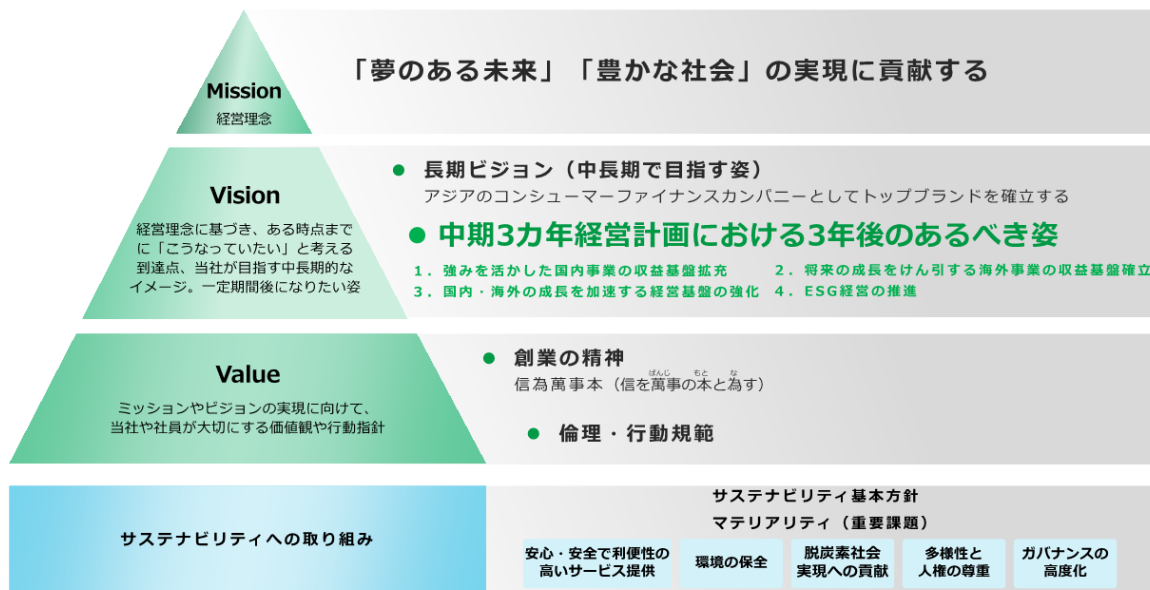 Mission
経営理念
「夢のある未来」「豊かな社会」の実現に貢献する
Vision
経営理念に基づき、ある時点まで
に「こうなっていたい」と考える
到達点、当社が目指す中長期的な
イメージ。一定期間後になりたい姿
● 長期ビジョン（中長期で目指す姿）
アジアのコンシューマーファイナンスカンパニーとしてトップブランドを確立する
● 中期3カ年経営計画における3年後のあるべき姿
1．強みを活かした国内事業の収益基盤拡充
2．将来の成長をけん引する海外事業の収益基盤確立
3．国内・海外の成長を加速する経営基盤の強化
4．ESG経営の推進
Value
ミッションやビジョンの実現に向けて、
当社や社員が大切にする価値観や行動指針
● 創業の精神
ばんじ もと な
信為萬事本（信を萬事の本と為す）
● 倫理・行動規範
サステナビリティへの取り組み
サステナビリティ基本方針
マテリアリティ（重要課題）
安心・安全で利便性の
高いサービス提供
環境の保全
脱炭素社会
実現への貢献
多様性と
人権の尊重
ガバナンスの
高度化